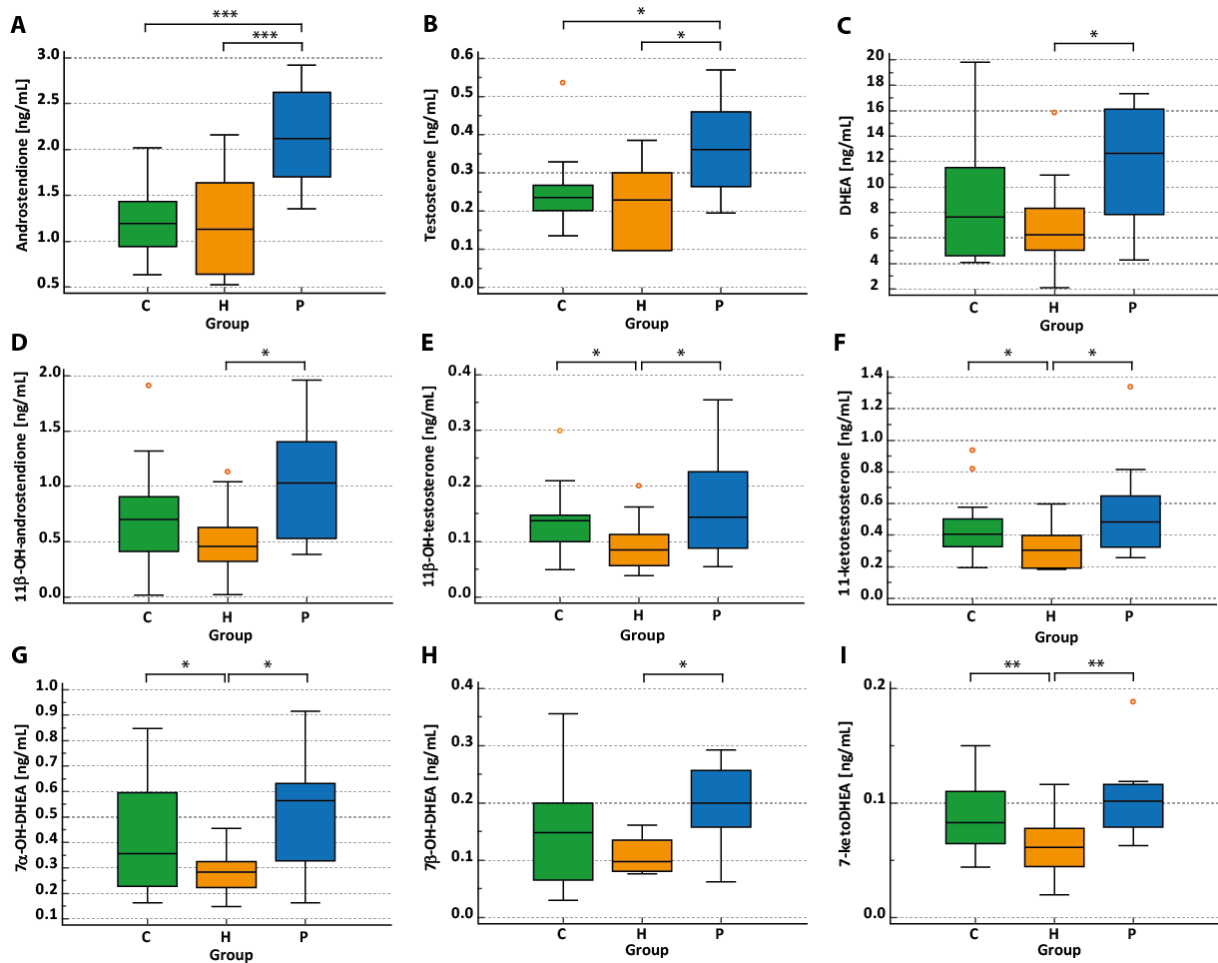 A
***
***
Androstendione [ng/mL]
3.0
2.5
2.0
1.5
1.0
0.5
C H P
Group
B
*
*
Testosterone [ng/mL]
0.6
0.5
0.4
0.3
0.2
0.1
0.0
C H P
Group
C
*
DHEA [ng/mL]
20
18
16
14
12
10
8
6
4
2
C H P
Group
D
*
11β-OH-androstendione [ng/mL]
2.0
1.5
1.0
0.5
0.0
C H P
Group
E
* *
11β-OH-testosterone [ng/mL]
0.4
0.3
0.2
0.1
0.0
C H P
Group
F
* *
11-ketotestosterone [ng/mL]
1.4
1.2
1.0
0.8
0.6
0.4
0.2
0.0
C H P
Group
G
* *
7α-OH-DHEA [ng/mL]
1.0
0.9
0.8
0.7
0.6
0.5
0.4
0.3
0.2
0.1
C H P
Group
H
*
7β-OH-DHEA [ng/mL]
0.4
0.3
0.2
0.1
0.0
C H P
Group
I
** **
7-ketoDHEA [ng/mL]
0.2
0.1
0.0
C H P
Group